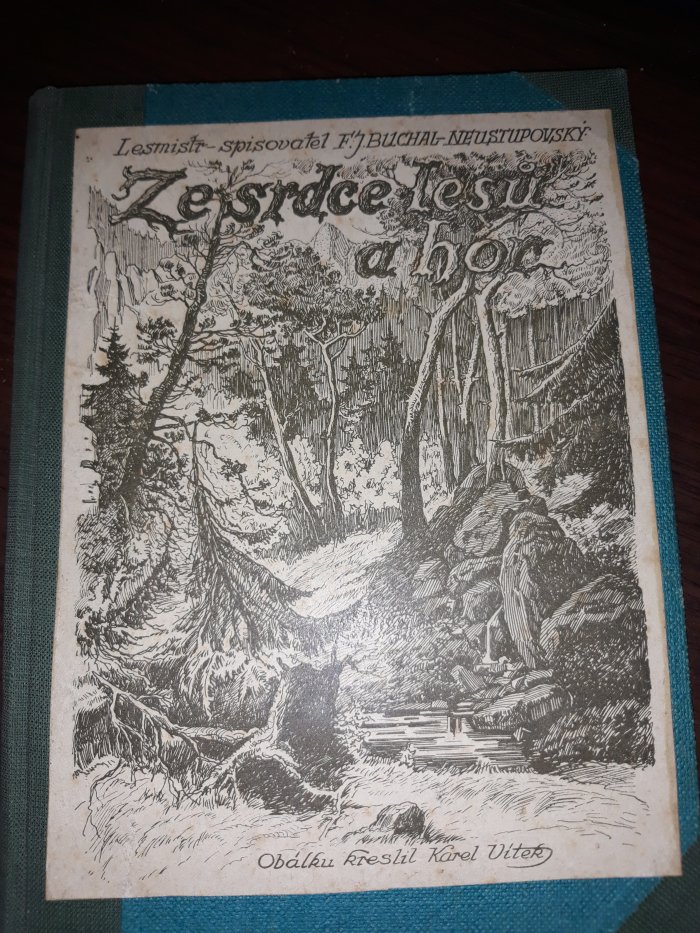 Lesmistr-spisovatel F.J.BUCHAL-NEUSTUPOVSKÝ
Ze srdce lesů
a hor
Obálku kreslil Karel Vítek